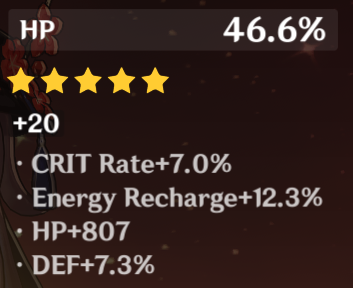 HP 46.6%
+20
· CRIT Rate+7.0%
· Energy Recharge+12.3%
· HP+807
· DEF+7.3%